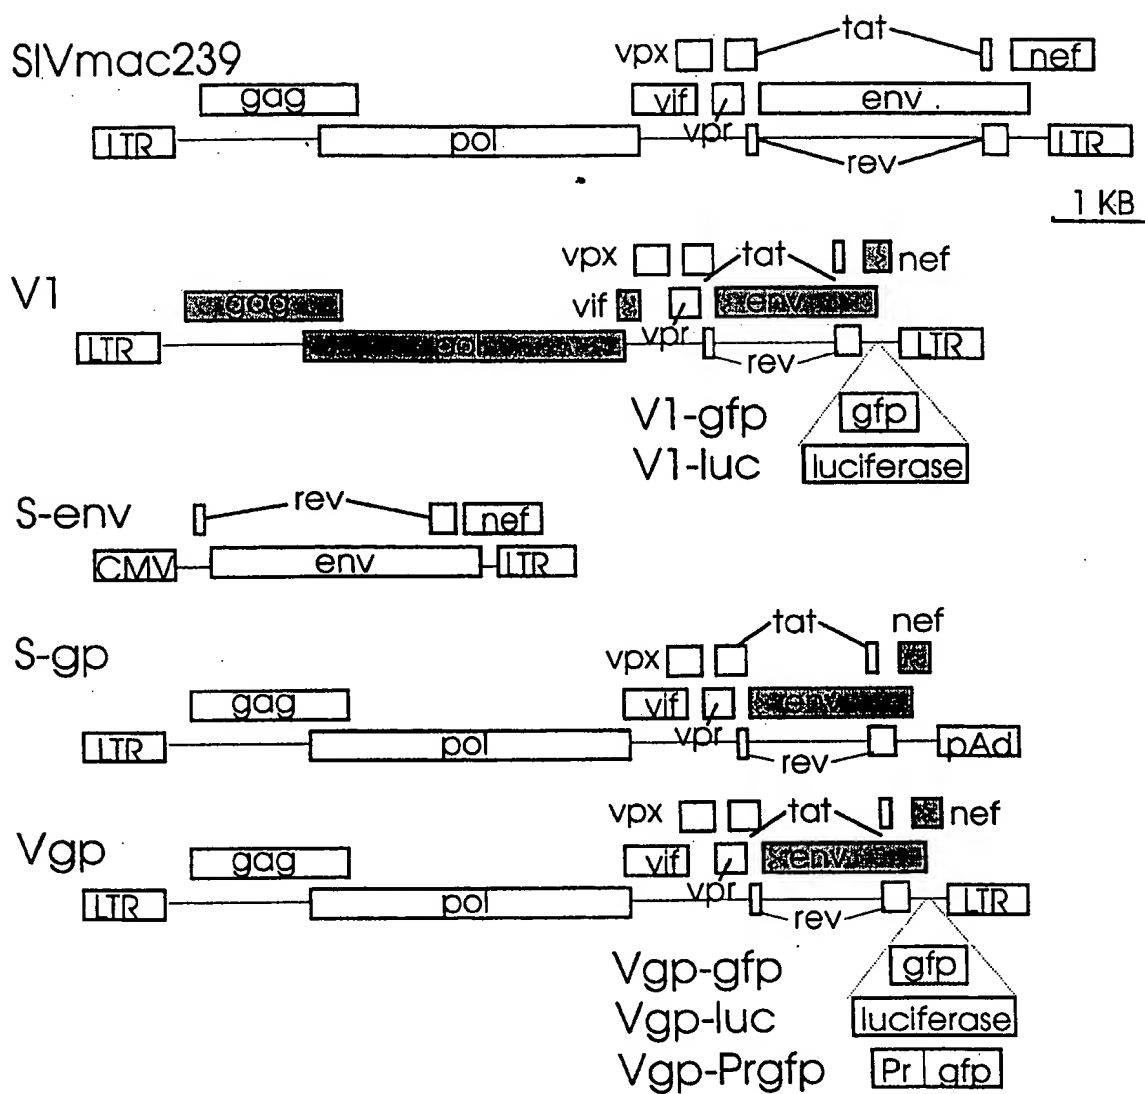 SIVmac239
vpx
tat
nef
gag
vif
env
vpr
LTR
pol
rev
LTR
1 KB
V1
vpx
tat
nef
gag
vif
env
vpr
LTR
pol
rev
LTR
V1-gfp
gfp
V1-luc
luciferase
S-env
rev
nef
CMV
env
LTR
S-gp
vpx
tat
nef
gag
vif
env
vpr
LTR
pol
rev
pAd
Vgp
vpx
tat
nef
gag
vif
env
vpr
LTR
pol
rev
LTR
Vgp-gfp
gfp
Vgp-luc
luciferase
Vgp-Prgfp
Pr gfp